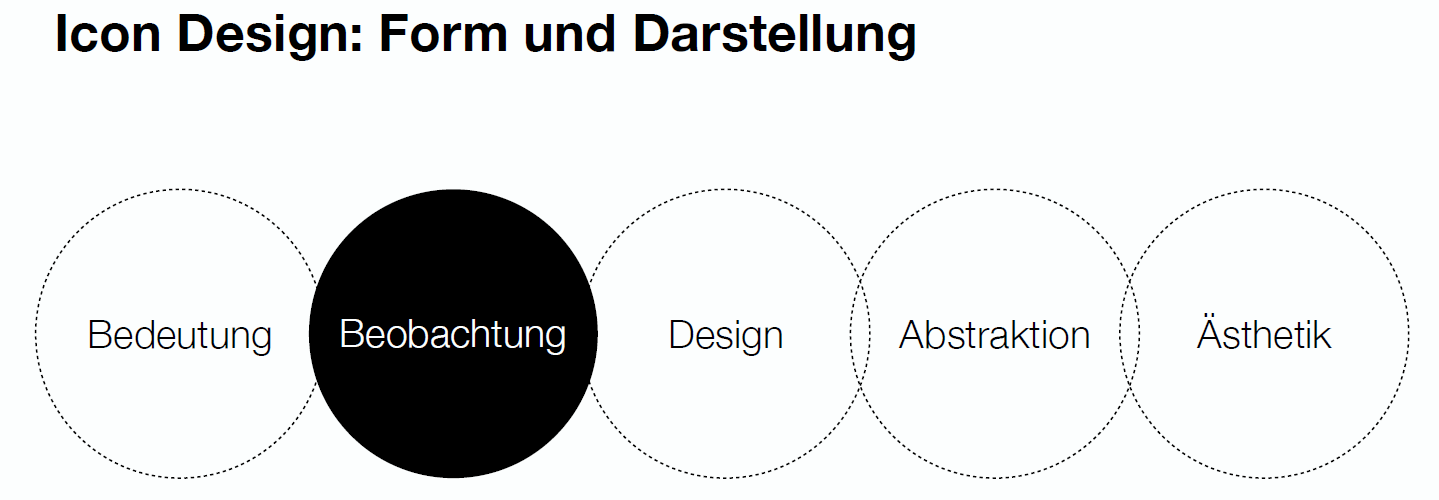 Icon Design: Form und Darstellung
Bedeutung
Beobachtung
Design
Abstraktion
Ästhetik